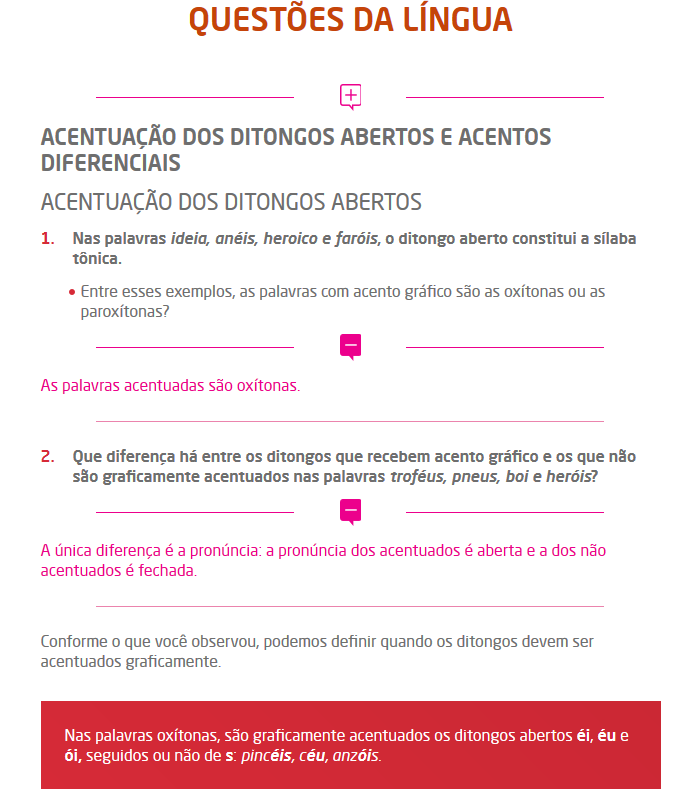 QUESTÕES DA LÍNGUA
ACENTUAÇÃO DOS DITONGOS ABERTOS E ACENTOS
DIFERENCIAIS
ACENTUAÇÃO DOS DITONGOS ABERTOS
1. Nas palavras ideia, anéis, heroico e faróis, o ditongo aberto constitui a sílaba
tônica.
• Entre esses exemplos, as palavras com acento gráfico são as oxítonas ou as
paroxítonas?
As palavras acentuadas são oxítonas.
2. Que diferença há entre os ditongos que recebem acento gráfico e os que não
são graficamente acentuados nas palavras troféus, pneus, boi e heróis?
A única diferença é a pronúncia: a pronúncia dos acentuados é aberta e a dos não
acentuados é fechada.
Conforme o que você observou, podemos definir quando os ditongos devem ser
acentuados graficamente.
Nas palavras oxítonas, são graficamente acentuados os ditongos abertos éi, éu e
ói, seguidos ou não de s: pincéis, céu, anzóis.